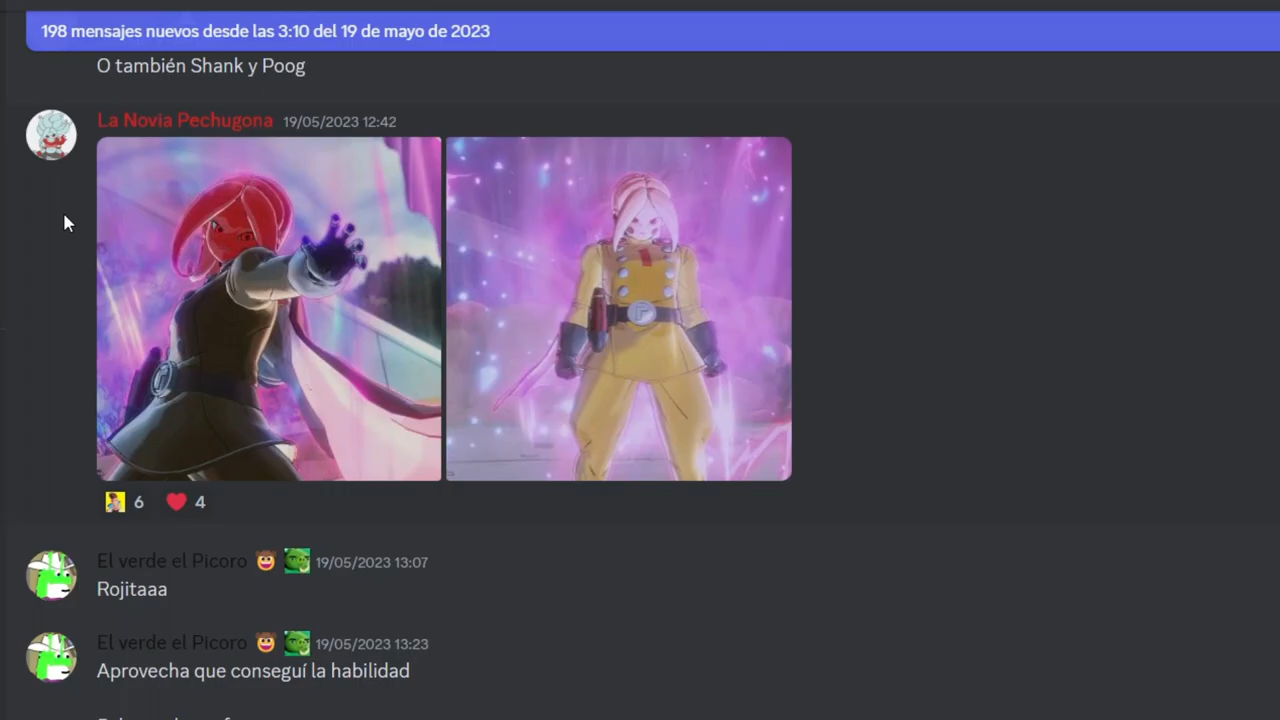 198 mensajes nuevos desde las 3:10 del 19 de mayo de 2023
O también Shank y Poog
La Novia Pechugona 19/05/2023 12:42
6 4
El verde el Picoro 19/05/2023 13:07
Rojitaaa
El verde el Picoro 19/05/2023 13:23
Aprovecha que conseguí la habilidad